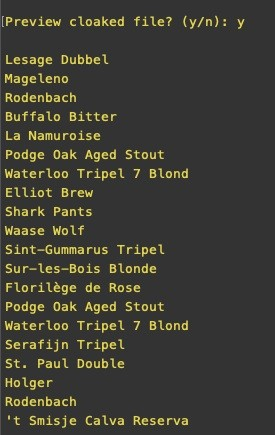 Preview cloaked file? (y/n): y
Lesage Dubbel
Mageleno
Rodenbach
Buffalo Bitter
La Namuroise
Podge Oak Aged Stout
Waterloo Tripel 7 Blond
Elliot Brew
Shark Pants
Waase Wolf
Sint-Gummarus Tripel
Sur-les-Bois Blonde
Florilège de Rose
Podge Oak Aged Stout
Waterloo Tripel 7 Blond
Serafijn Tripel
St. Paul Double
Holger
Rodenbach
't Smisje Calva Reserva